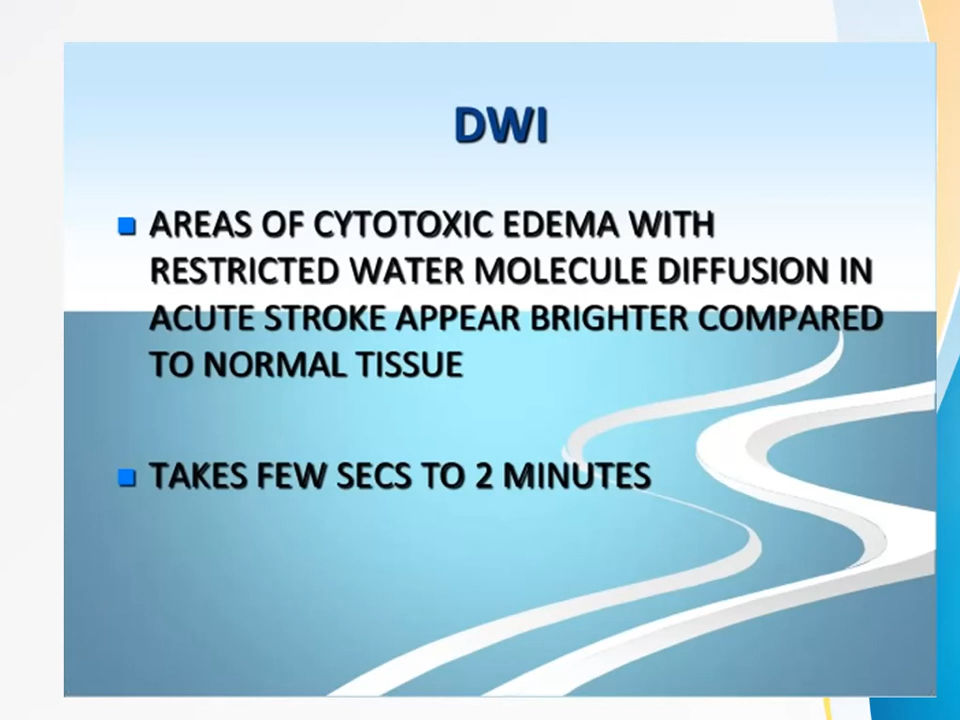 DWI
AREAS OF CYTOTOXIC EDEMA WITH
RESTRICTED WATER MOLECULE DIFFUSION IN
ACUTE STROKE APPEAR BRIGHTER COMPARED
TO NORMAL TISSUE
TAKES FEW SECS TO 2 MINUTES